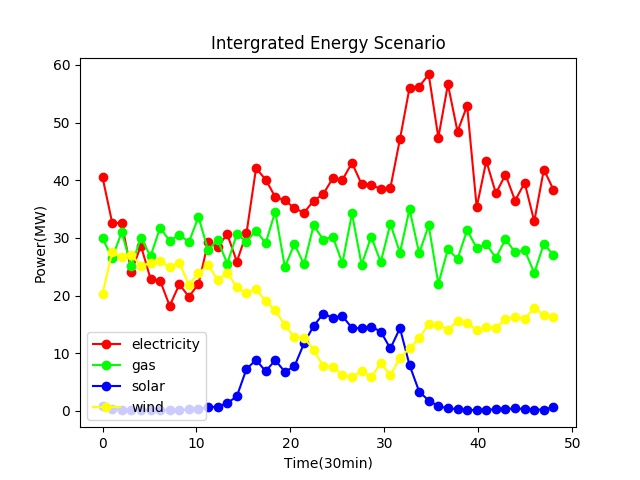 Intergrated Energy Scenario
60
50
40
30
20
10
0
Power(MW)
electricity
gas
solar
wind
0 10 20 30 40 50
Time(30min)